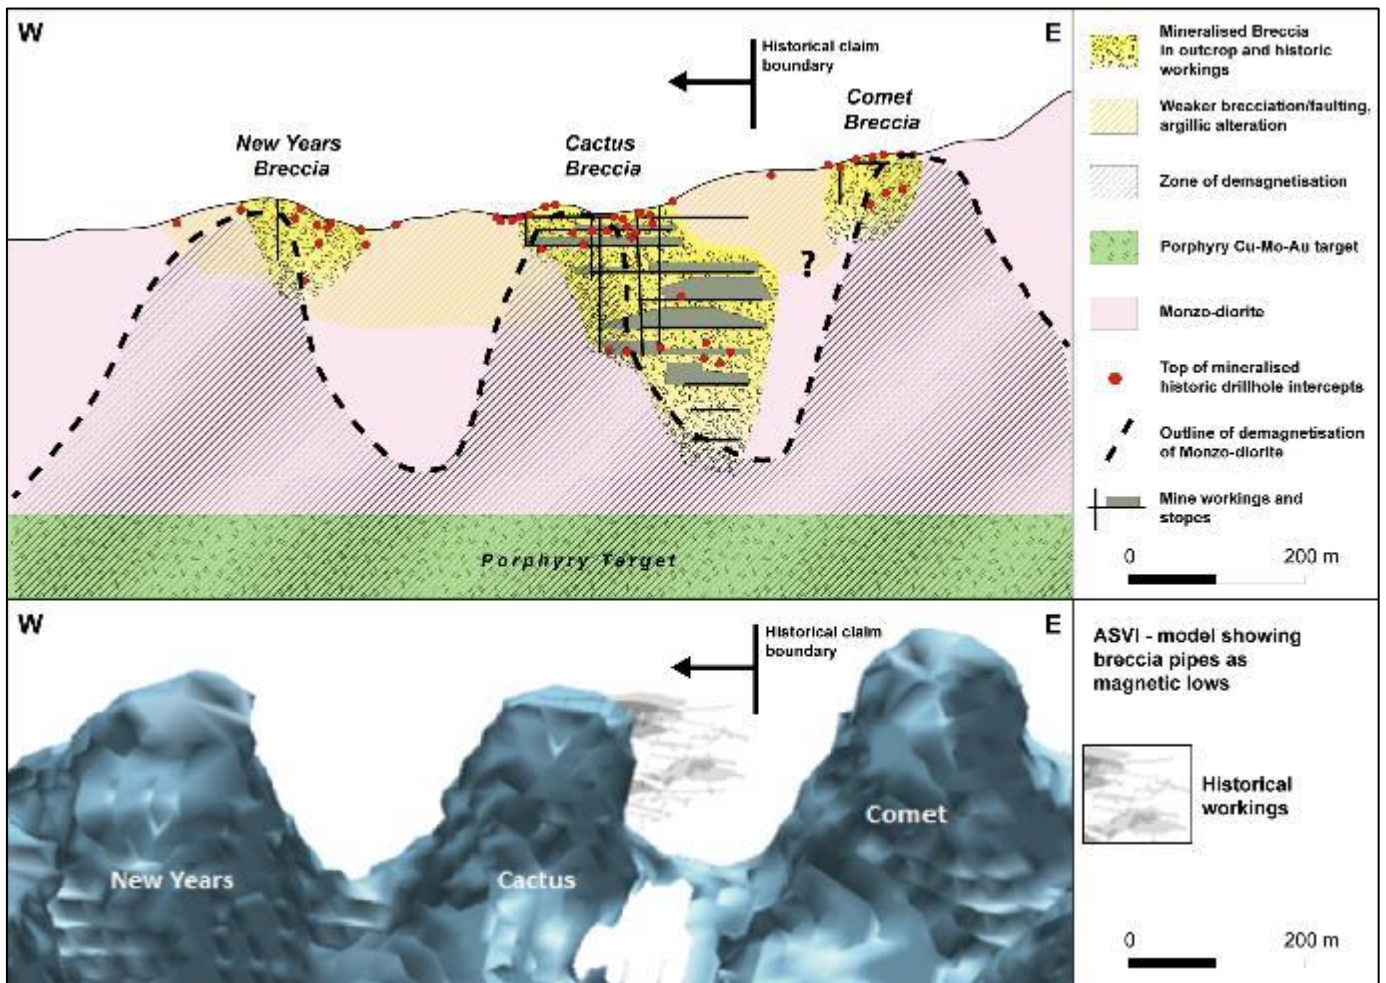 W
E
Historical claim
boundary
New Years
Breccia
Cactus
Breccia
Comet
Breccia
?
Porphyry Target
Mineralised Breccia
in outcrop and historic
workings
Weaker brecciation/faulting,
argillic alteration
Zone of demagnetisation
Porphyry Cu-Mo-Au target
Monzo-diorite
Top of mineralised
historic drillhole intercepts
Outline of demagnetisation
of Monzo-diorite
Mine workings and
stopes
0 200 m
W
E
Historical claim
boundary
New Years
Cactus
Comet
ASVI - model showing
breccia pipes as
magnetic lows
Historical
workings
0 200 m